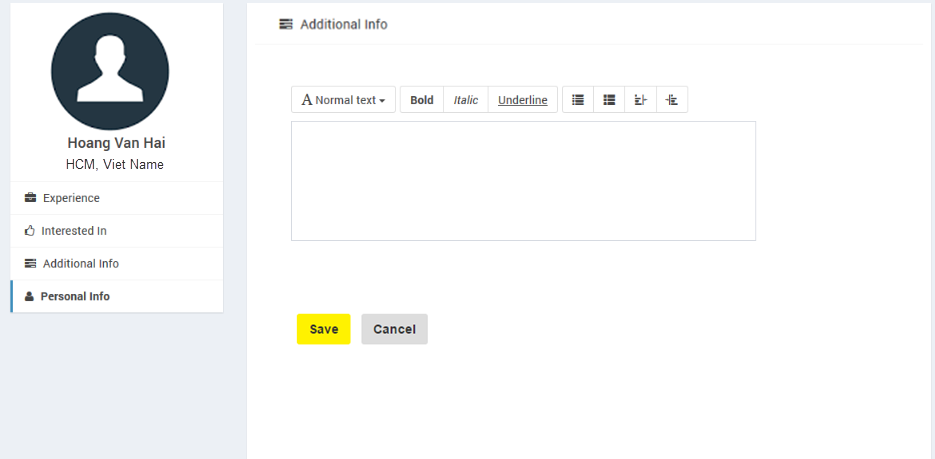 Hoang Van Hai
HCM, Viet Name
Experience
Interested In
Additional Info
Personal Info
Additional Info
A Normal text Bold Italic Underline
Save Cancel